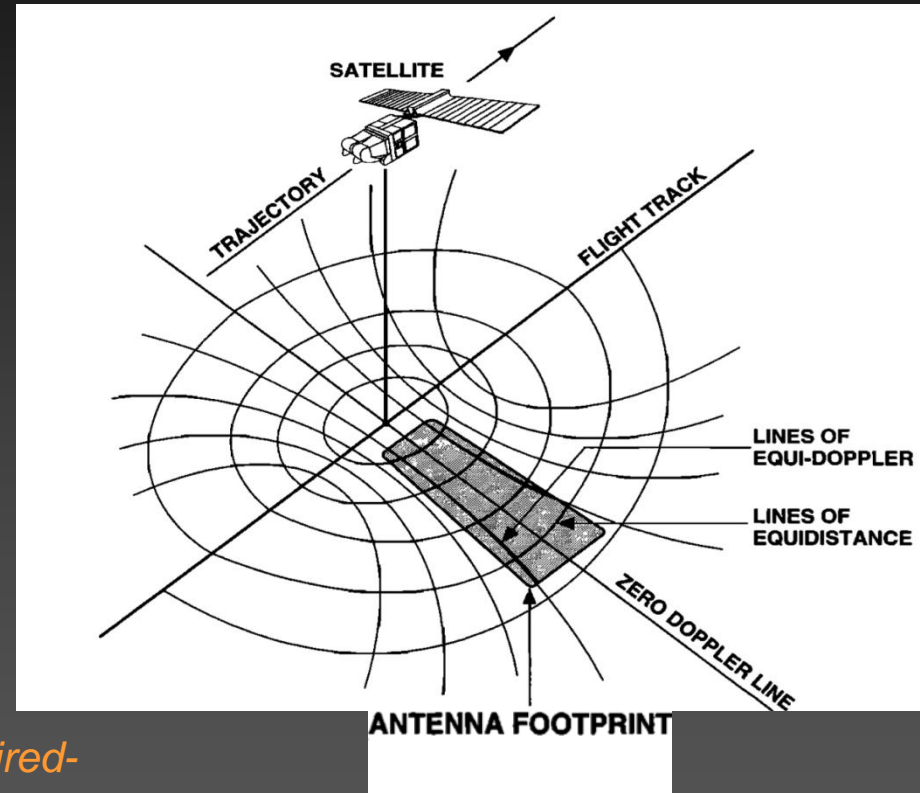 SATELLITE
TRAJECTORY
FLIGHT TRACK
LINES OF
EQUI-DOPPLER
LINES OF
EQUIDISTANCE
ZERO DOPPLER LINE
ANTENNA FOOTPRINT
ired-